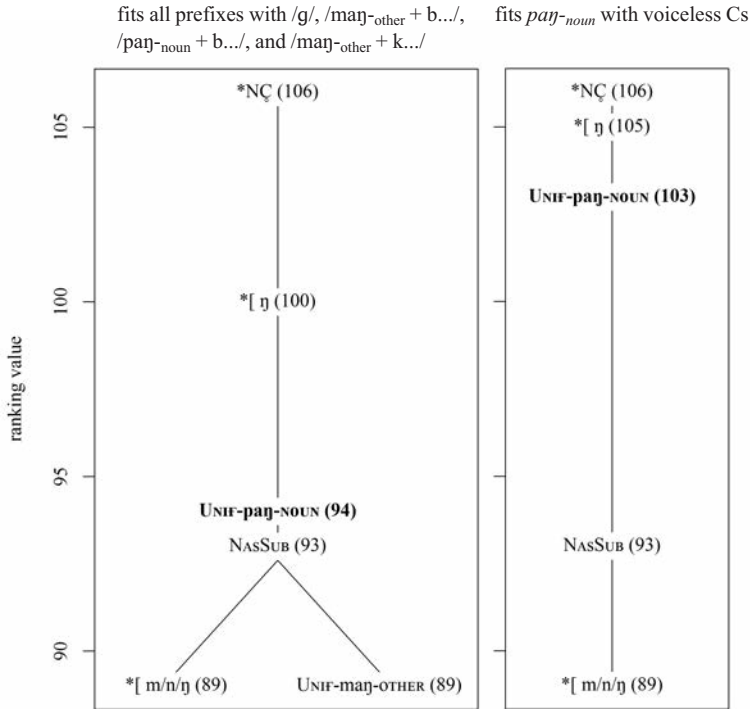 fits all prefixes with /ɡ/, /maŋ-other + b.../,
/paŋ-noun + b.../, and /maŋ-other + k.../
fits paŋ-noun with voiceless Cs
*NC̥ (106)
*[ ŋ (100)
UNIF-paŋ-NOUN (94)
NASSUB (93)
*[ m/n/ŋ (89)
UNIF-maŋ-OTHER (89)
*NC̥ (106)
*[ ŋ (105)
UNIF-paŋ-NOUN (103)
NASSUB (93)
*[ m/n/ŋ (89)
105
100
95
90
ranking value